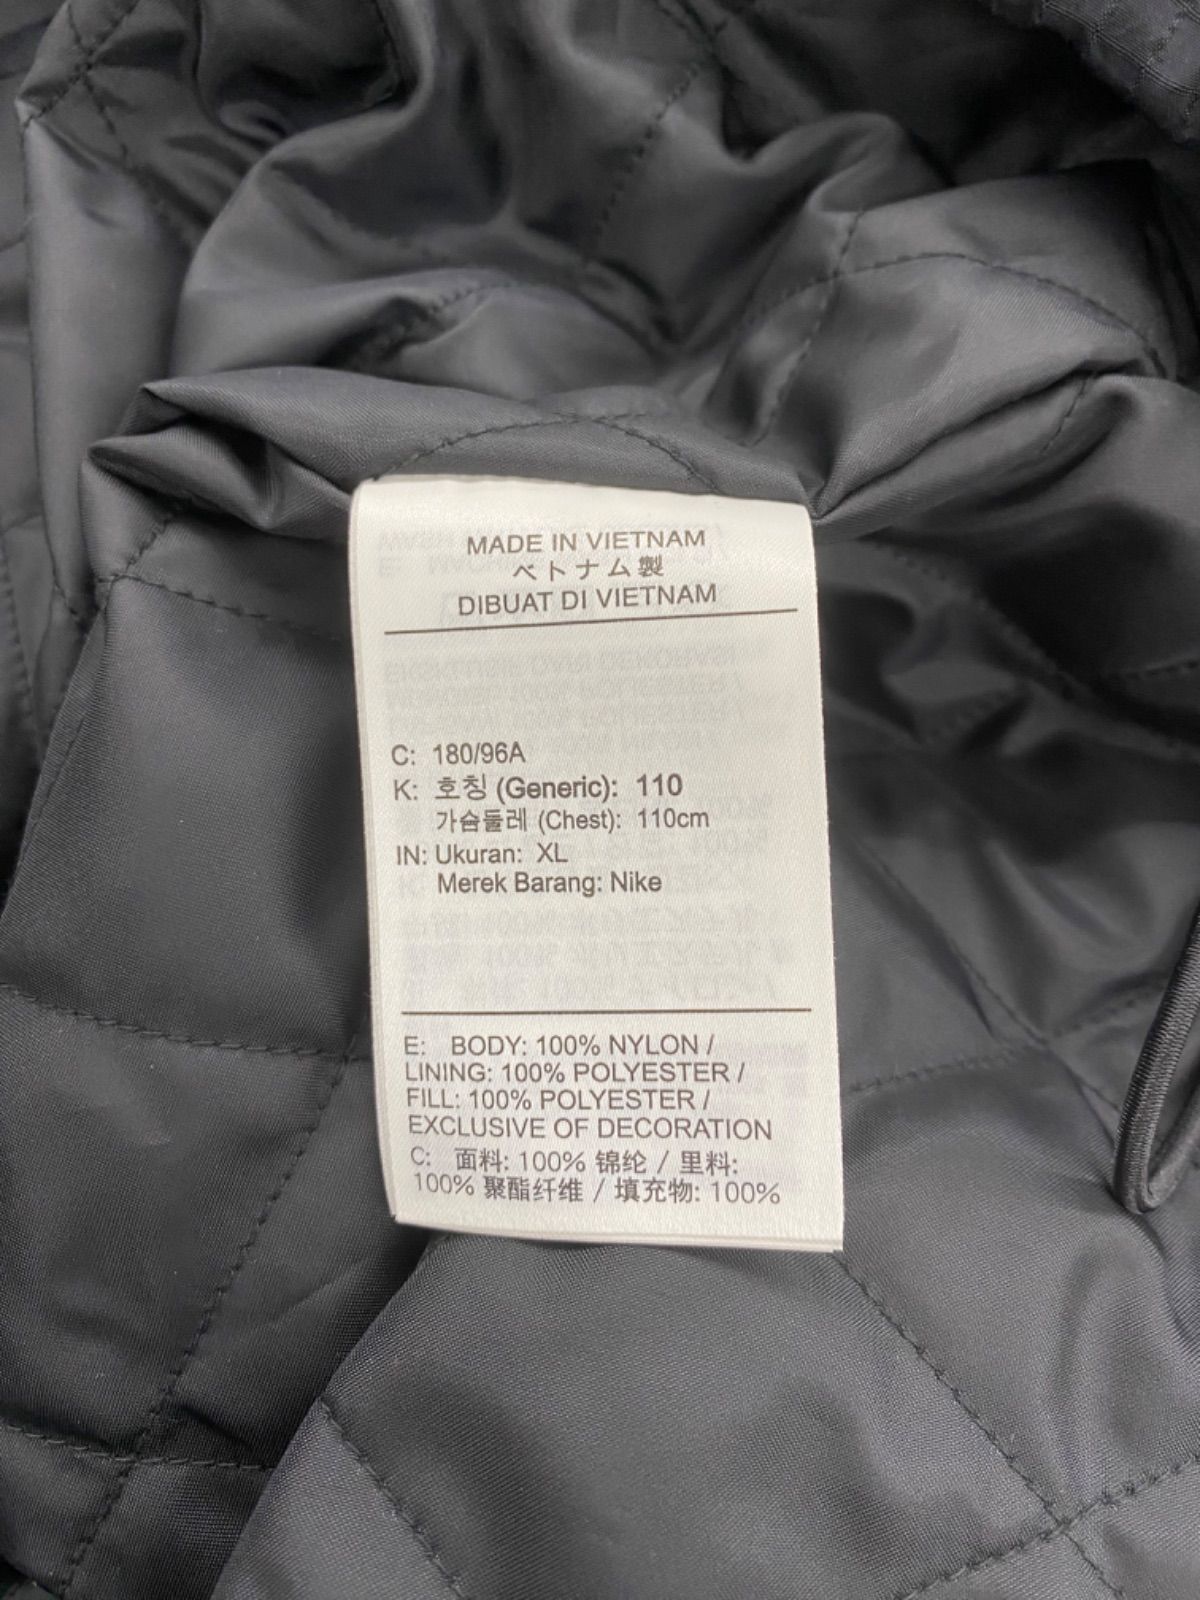 MADE IN VIETNAM
ベトナム製
DIBUAT DI VIETNAM
C: 180/96A
K: 호칭 (Generic): 110
가슴둘레 (Chest): 110cm
IN: Ukuran: XL
Merek Barang: Nike
E: BODY: 100% NYLON /
LINING: 100% POLYESTER /
FILL: 100% POLYESTER /
EXCLUSIVE OF DECORATION
C: 面料: 100% 锦纶 / 里料:
100% 聚酯纤维 / 填充物: 100%